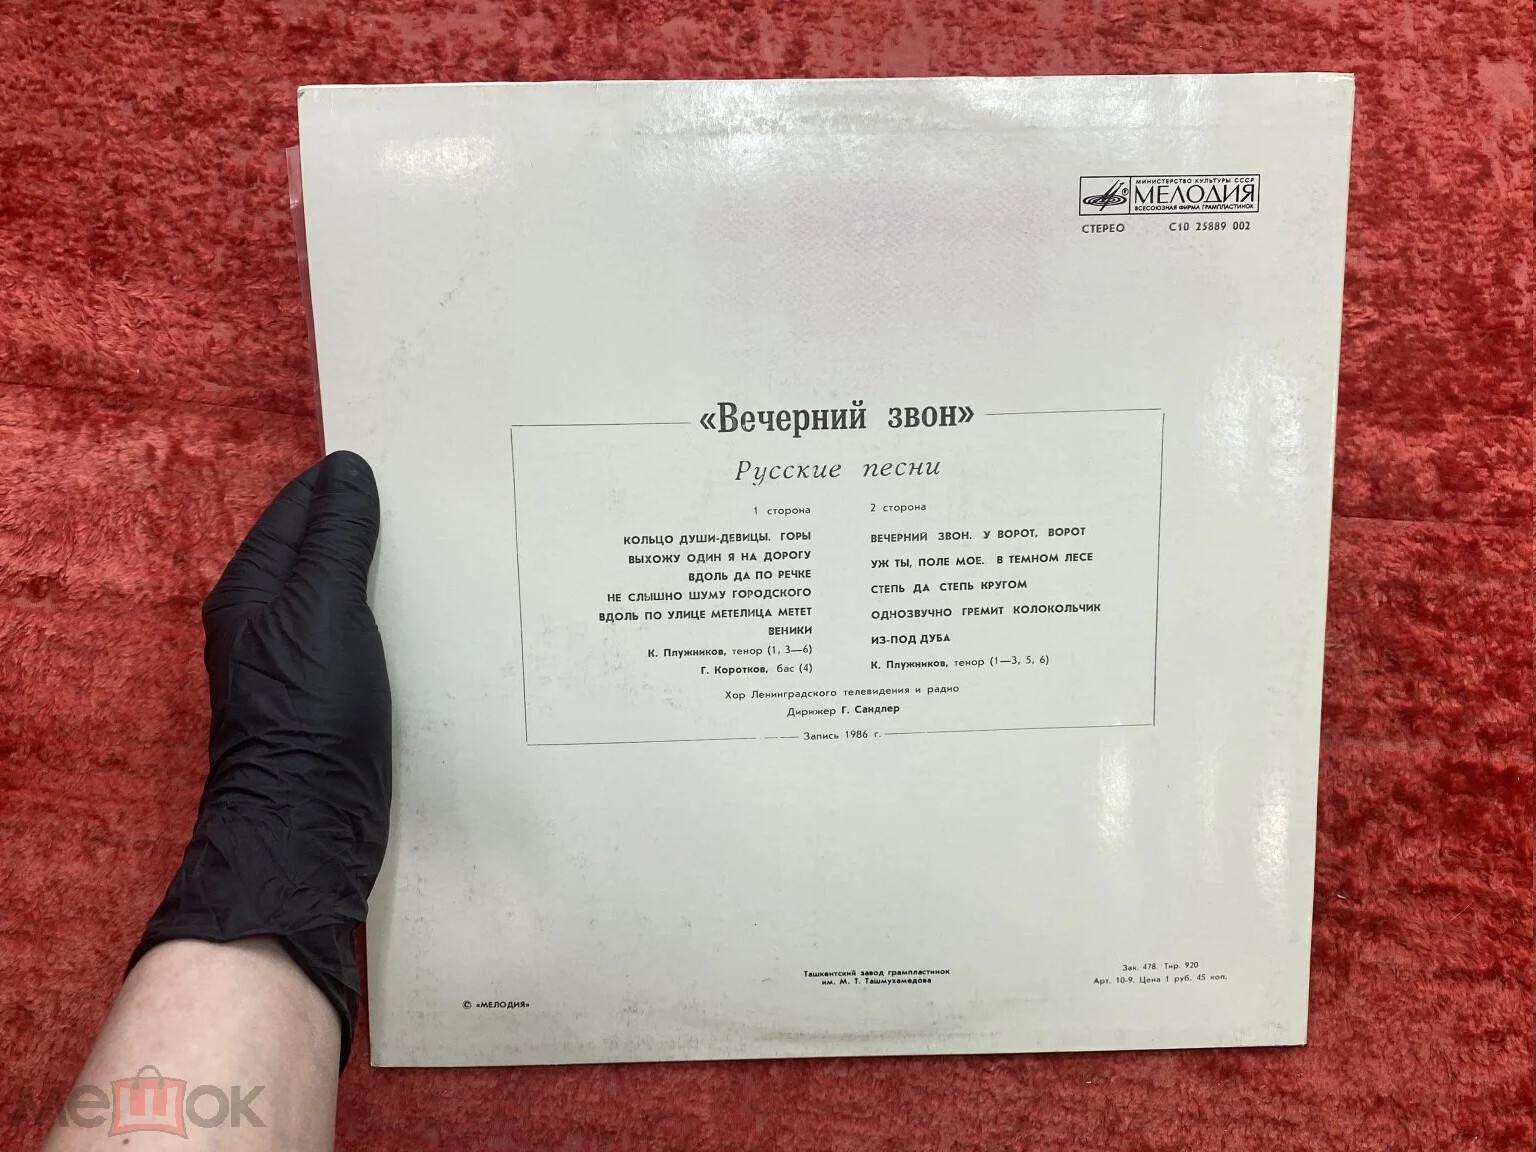 МИНИСТЕРСТВО КУЛЬТУРЫ СССР
МЕЛОДИЯ
ВСЕСОЮЗНАЯ ФИРМА ГРАМПЛАСТИНОК
СТЕРЕО С10 25889 002
«Вечерний звон»
Русские песни
1 сторона
КОЛЬЦО ДУШИ-ДЕВИЦЫ. ГОРЫ
ВЫХОЖУ ОДИН Я НА ДОРОГУ
ВДОЛЬ ДА ПО РЕЧКЕ
НЕ СЛЫШНО ШУМУ ГОРОДСКОГО
ВДОЛЬ ПО УЛИЦЕ МЕТЕЛИЦА МЕТЕТ
ВЕНИКИ
К. Плужников, тенор (1, 3—6)
Г. Коротков, бас (4)
2 сторона
ВЕЧЕРНИЙ ЗВОН. У ВОРОТ, ВОРОТ
УЖ ТЫ, ПОЛЕ МОЕ. В ТЕМНОМ ЛЕСЕ
СТЕПЬ ДА СТЕПЬ КРУГОМ
ОДНОЗВУЧНО ГРЕМИТ КОЛОКОЛЬЧИК
ИЗ-ПОД ДУБА
К. Плужников, тенор (1—3, 5, 6)
Хор Ленинградского телевидения и радио
Дирижер Г. Сандлер
Запись 1986 г.
Ташкентский завод грампластинок
им. М. Т. Ташмухамедова
Зак. 478. Тир. 920
Арт. 10-9. Цена 1 руб. 45 коп.
© «МЕЛОДИЯ»
мешок